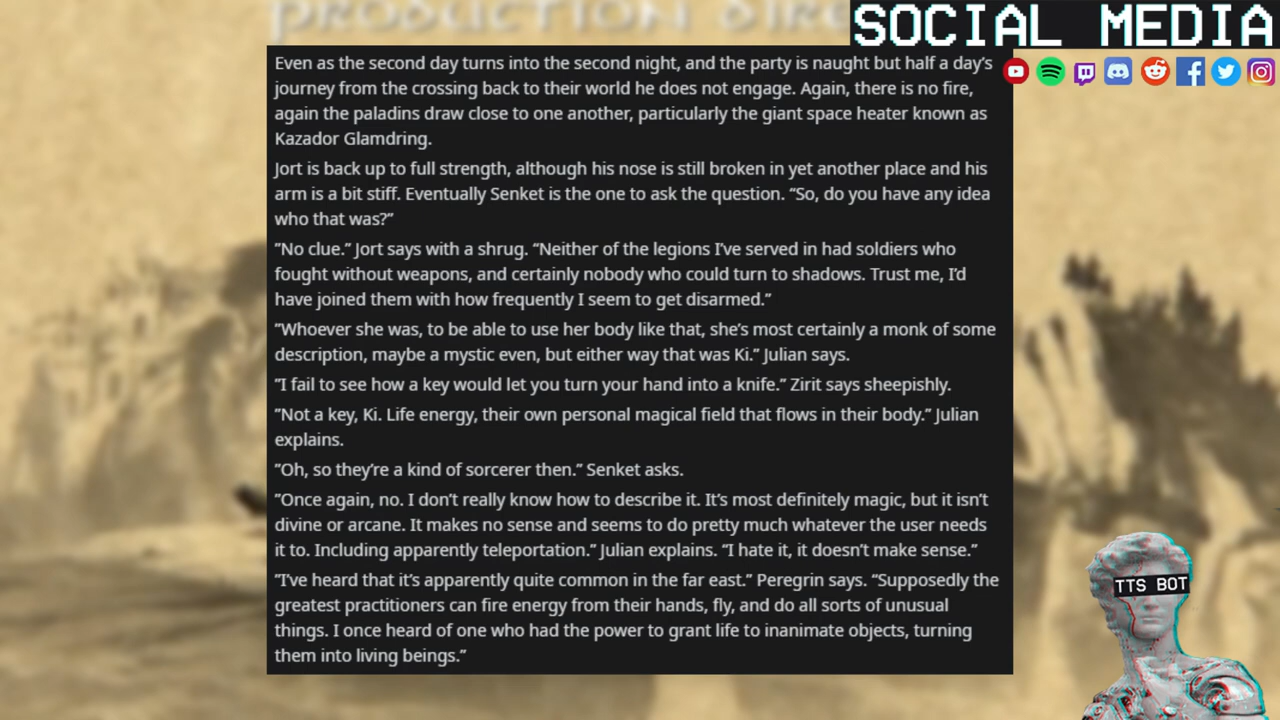 PRODUCTION DIRE
SOCIAL MEDIA
Even as the second day turns into the second night, and the party is naught but half a day’s
journey from the crossing back to their world he does not engage. Again, there is no fire,
again the paladins draw close to one another, particularly the giant space heater known as
Kazador Glamdring.
Jort is back up to full strength, although his nose is still broken in yet another place and his
arm is a bit stiff. Eventually Senket is the one to ask the question. “So, do you have any idea
who that was?”
“No clue.” Jort says with a shrug. “Neither of the legions I’ve served in had soldiers who
fought without weapons, and certainly nobody who could turn to shadows. Trust me, I’d
have joined them with how frequently I seem to get disarmed.”
“Whoever she was, to be able to use her body like that, she’s most certainly a monk of some
description, maybe a mystic even, but either way that was Ki.” Julian says.
“I fail to see how a key would let you turn your hand into a knife.” Zirit says sheepishly.
“Not a key, Ki. Life energy, their own personal magical field that flows in their body.” Julian
explains.
“Oh, so they’re a kind of sorcerer then.” Senket asks.
“Once again, no. I don’t really know how to describe it. It’s most definitely magic, but it isn’t
divine or arcane. It makes no sense and seems to do pretty much whatever the user needs
it to. Including apparently teleportation.” Julian explains. “I hate it, it doesn’t make sense.”
“I’ve heard that it’s apparently quite common in the far east.” Peregrin says. “Supposedly the
greatest practitioners can fire energy from their hands, fly, and do all sorts of unusual
things. I once heard of one who had the power to grant life to inanimate objects, turning
them into living beings.”
TTS BOT